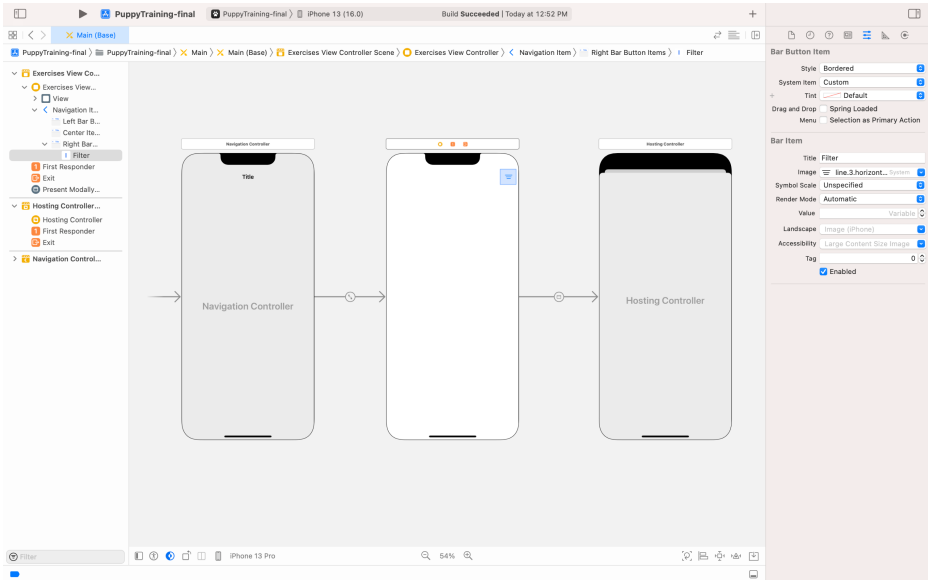 PuppyTraining-final
PuppyTraining-final 〉 iPhone 13 (16.0)
Build Succeeded | Today at 12:52 PM
Main (Base)
PuppyTraining-final 〉 PuppyTraining-final 〉 Main 〉 Main (Base) 〉 Exercises View Controller Scene 〉 Exercises View Controller 〉 Navigation Item 〉 Right Bar Button Items 〉 Filter
Exercises View Co...
Exercises View...
View
Navigation It...
Left Bar B...
Center Ite...
Right Bar...
Filter
First Responder
Exit
Present Modally...
Hosting Controller...
Hosting Controller
First Responder
Exit
Navigation Control...
Filter
Navigation Controller
Title
Navigation Controller
Hosting Controller
Hosting Controller
iPhone 13 Pro
54%
Bar Button Item
Style Bordered
System Item Custom
+ Tint Default
Drag and Drop Spring Loaded
Menu Selection as Primary Action
Bar Item
Title Filter
Image line.3.horizont... System
Symbol Scale Unspecified
Render Mode Automatic
Value Variable
Landscape Image (iPhone)
Accessibility Large Content Size Image
Tag 0
Enabled